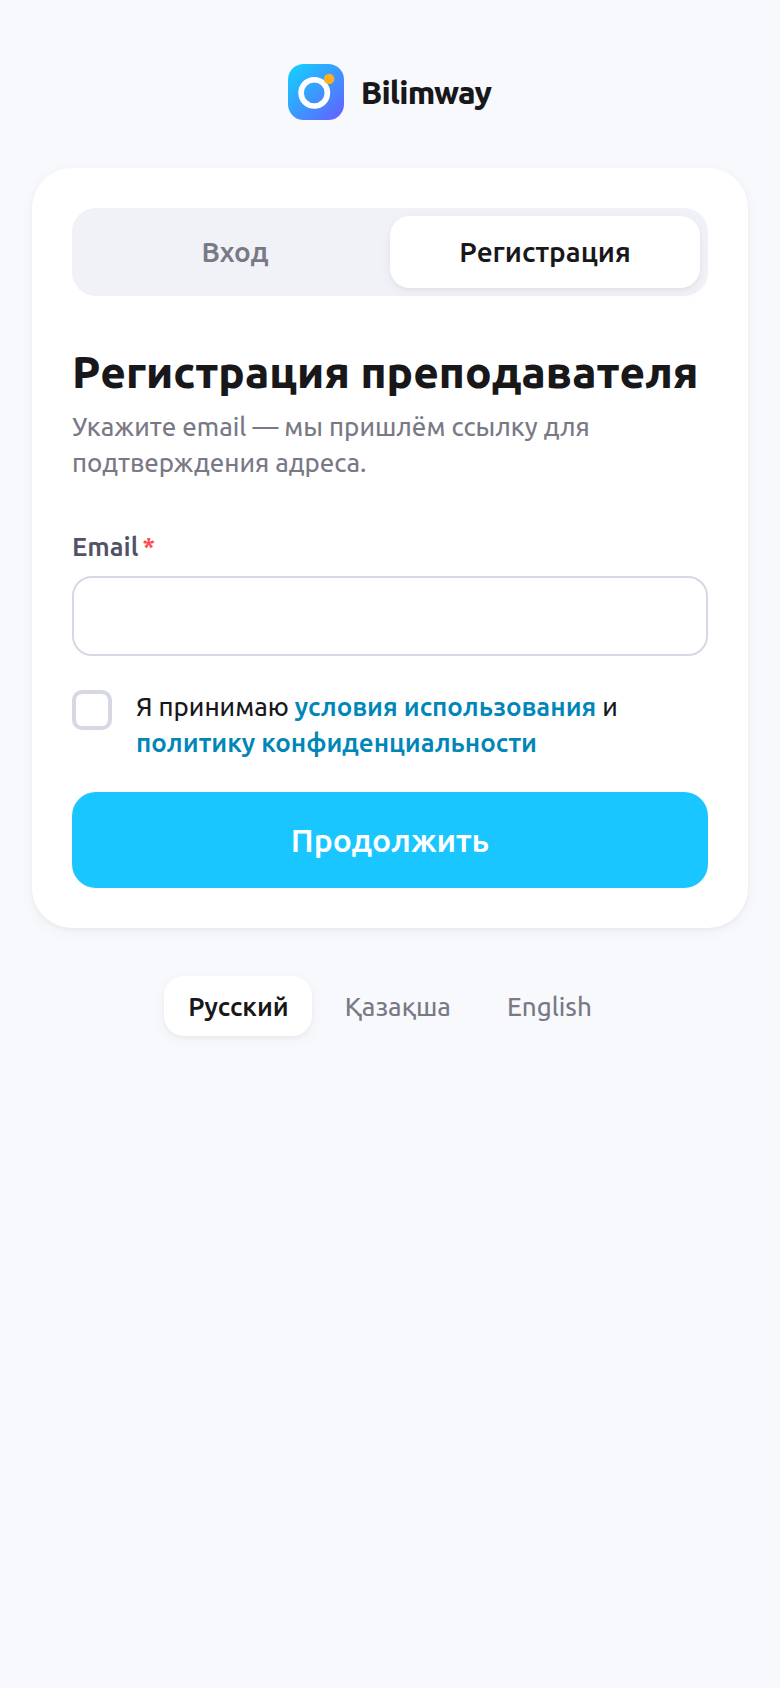 Bilimway
Вход
Регистрация
Регистрация преподавателя
Укажите email — мы пришлём ссылку для
подтверждения адреса.
Email *
Я принимаю условия использования и
политику конфиденциальности
Продолжить
Русский
Қазақша
English